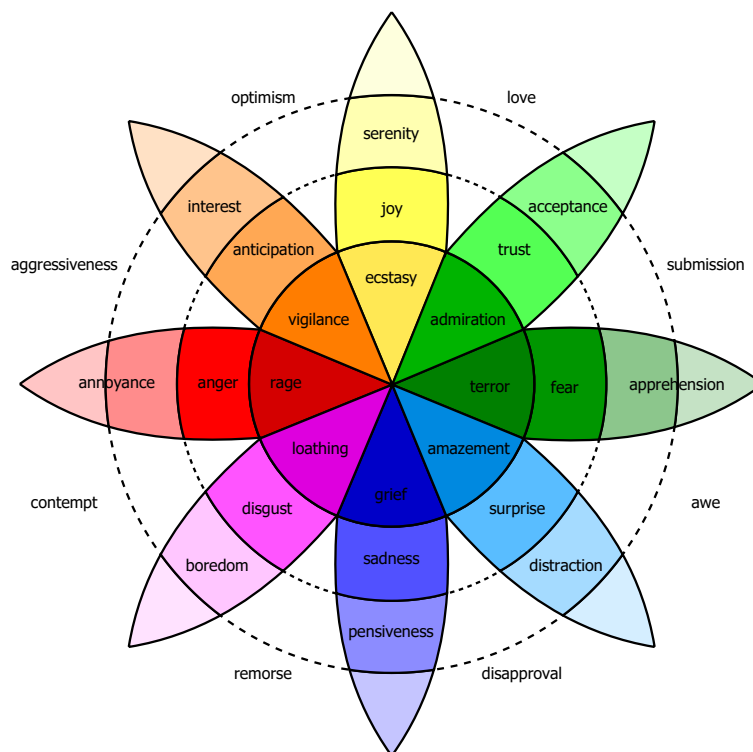 optimism
love
serenity
interest
joy
acceptance
anticipation
trust
aggressiveness
submission
ecstasy
vigilance
admiration
annoyance
anger
rage
terror
fear
apprehension
loathing
amazement
contempt
disgust
grief
surprise
awe
boredom
sadness
distraction
pensiveness
remorse
disapproval